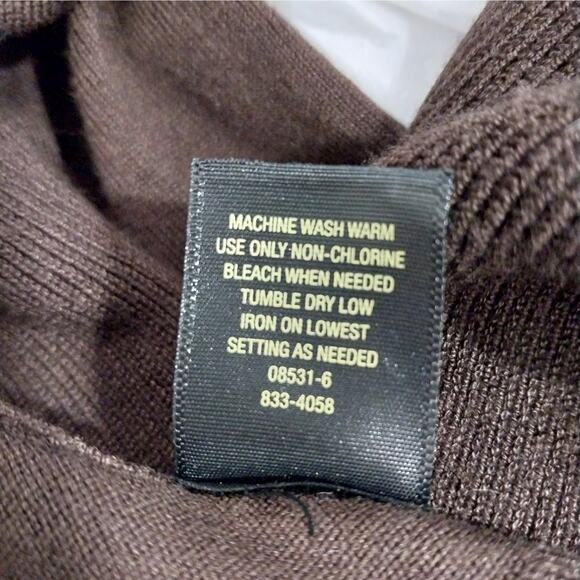 MACHINE WASH WARM
USE ONLY NON-CHLORINE
BLEACH WHEN NEEDED
TUMBLE DRY LOW
IRON ON LOWEST
SETTING AS NEEDED
08531-6
833-4058